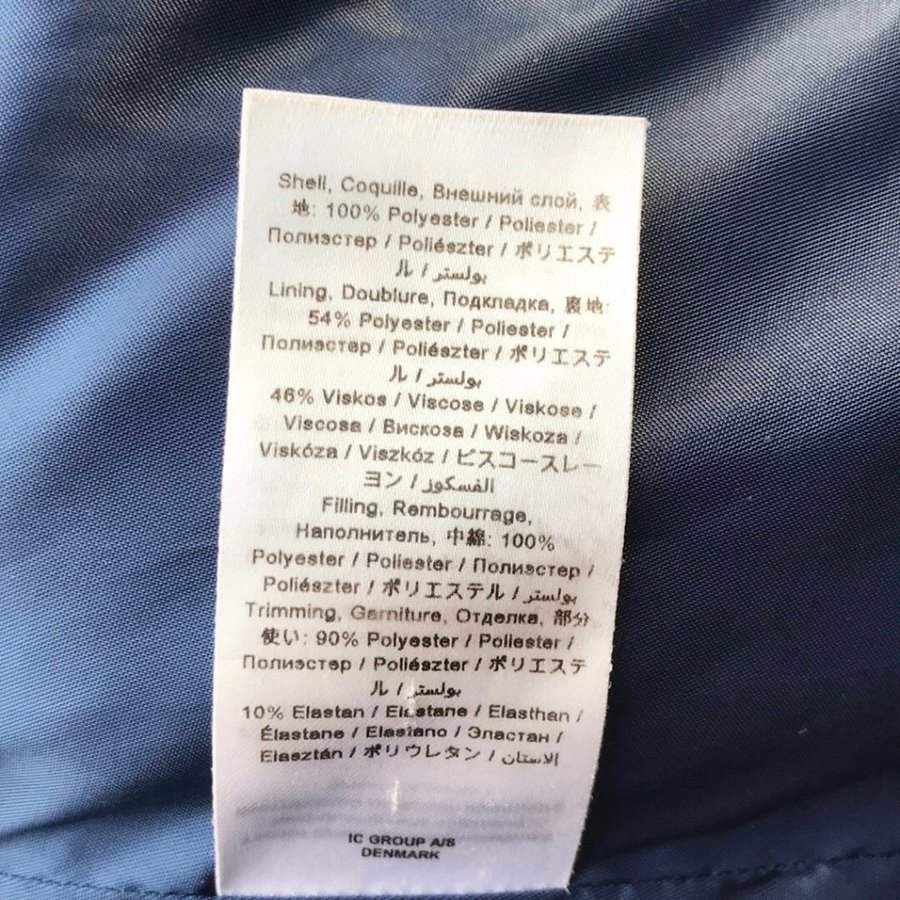 Shell, Coquille, Внешний слой, 表
地: 100% Polyester / Poliester /
Полиэстер / Poliészter / ポリエステ
ル / بولستر
Lining, Doublure, Подкладка, 裏地:
54% Polyester / Poliester /
Полиэстер / Poliészter / ポリエステ
ル / بولستر
46% Viskos / Viscose / Viskose /
Viscosa / Вискоза / Wiskoza /
Viskóza / Viszkóz / ビスコースレー
ヨン / الفسكوز
Filling, Rembourrage,
Наполнитель, 中綿: 100%
Polyester / Poliester / Полиэстер /
Poliészter / ポリエステル / بولستر
Trimming, Garniture, Отделка, 部分
使い: 90% Polyester / Poliester /
Полиэстер / Poliészter / ポリエステ
ル / بولستر
10% Elastan / Elastane / Elasthan /
Élastane / Elastano / Эластан /
Elasztán / ポリウレタン / الاستان
IC GROUP A/S
DENMARK